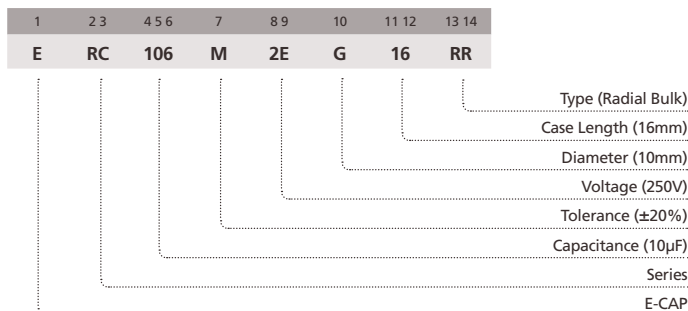 1 2 3 4 5 6 7 8 9 10 11 12 13 14
E RC 106 M 2E G 16 RR
Type (Radial Bulk)
Case Length (16mm)
Diameter (10mm)
Voltage (250V)
Tolerance (±20%)
Capacitance (10µF)
Series
E-CAP